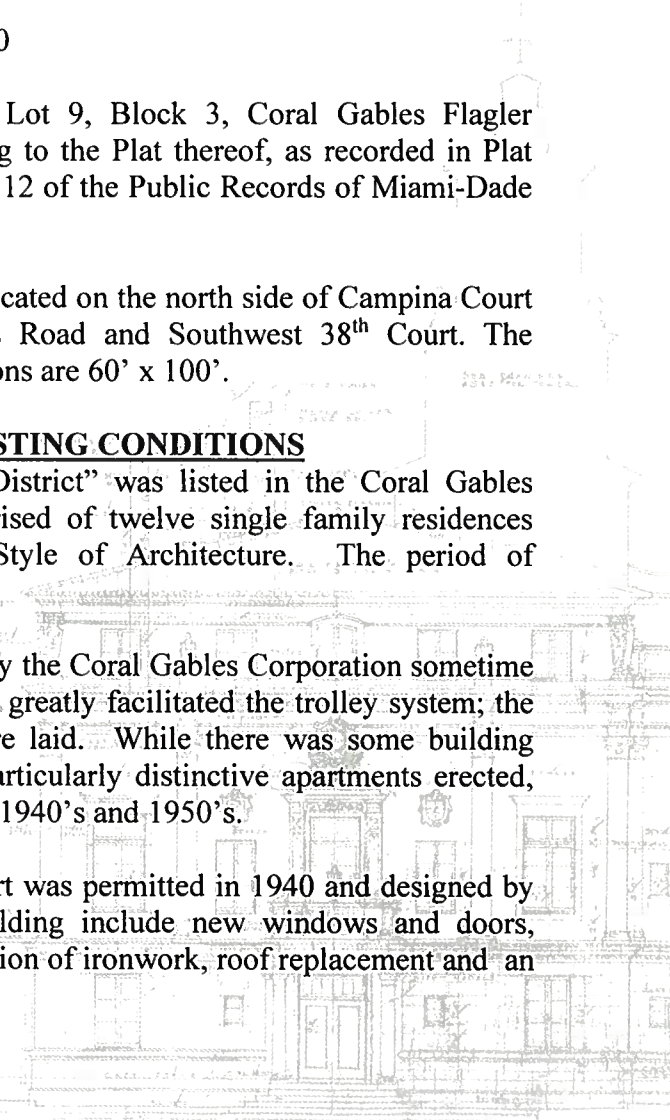 0
Lot 9, Block 3, Coral Gables Flagler
g to the Plat thereof, as recorded in Plat
12 of the Public Records of Miami-Dade
cated on the north side of Campina Court
Road and Southwest 38th Court. The
ons are 60’ x 100’.
STING CONDITIONS
District” was listed in the Coral Gables
ised of twelve single family residences
Style of Architecture. The period of
y the Coral Gables Corporation sometime
greatly facilitated the trolley system; the
e laid. While there was some building
articularly distinctive apartments erected,
1940’s and 1950’s.
rt was permitted in 1940 and designed by
lding include new windows and doors,
ion of ironwork, roof replacement and an